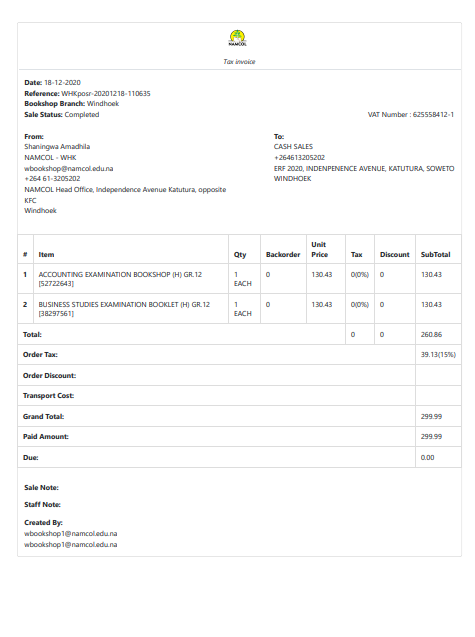 NAMCOL
Tax invoice
Date: 18-12-2020
Reference: WHKposr-20201218-110635
Bookshop Branch: Windhoek
Sale Status: Completed
VAT Number : 625558412-1
From:
Shaningwa Amadhila
NAMCOL - WHK
wbookshop@namcol.edu.na
+264 61-3205202
NAMCOL Head Office, Independence Avenue Katutura, opposite
KFC
Windhoek
To:
CASH SALES
+264613205202
ERF 2020, INDENPENENCE AVENUE, KATUTURA, SOWETO
WINDHOEK
# Item Qty Backorder Unit Price Tax Discount SubTotal
1 ACCOUNTING EXAMINATION BOOKSHOP (H) GR.12 1 0 130.43 0(0%) 0 130.43
[52722643] EACH
2 BUSINESS STUDIES EXAMINATION BOOKLET (H) GR.12 1 0 130.43 0(0%) 0 130.43
[38297561] EACH
Total: 0 0 260.86
Order Tax: 39.13(15%)
Order Discount:
Transport Cost:
Grand Total: 299.99
Paid Amount: 299.99
Due: 0.00
Sale Note:
Staff Note:
Created By:
wbookshop1@namcol.edu.na
wbookshop1@namcol.edu.na